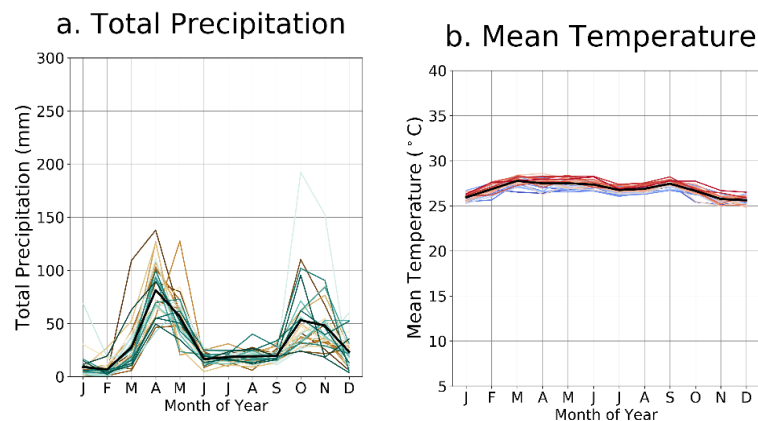 a. Total Precipitation
300
250
200
150
100
50
0
Total Precipitation (mm)
J F M A M J J A S O N D
Month of Year
b. Mean Temperature
40
35
30
25
20
15
10
5
Mean Temperature (°C)
J F M A M J J A S O N D
Month of Year